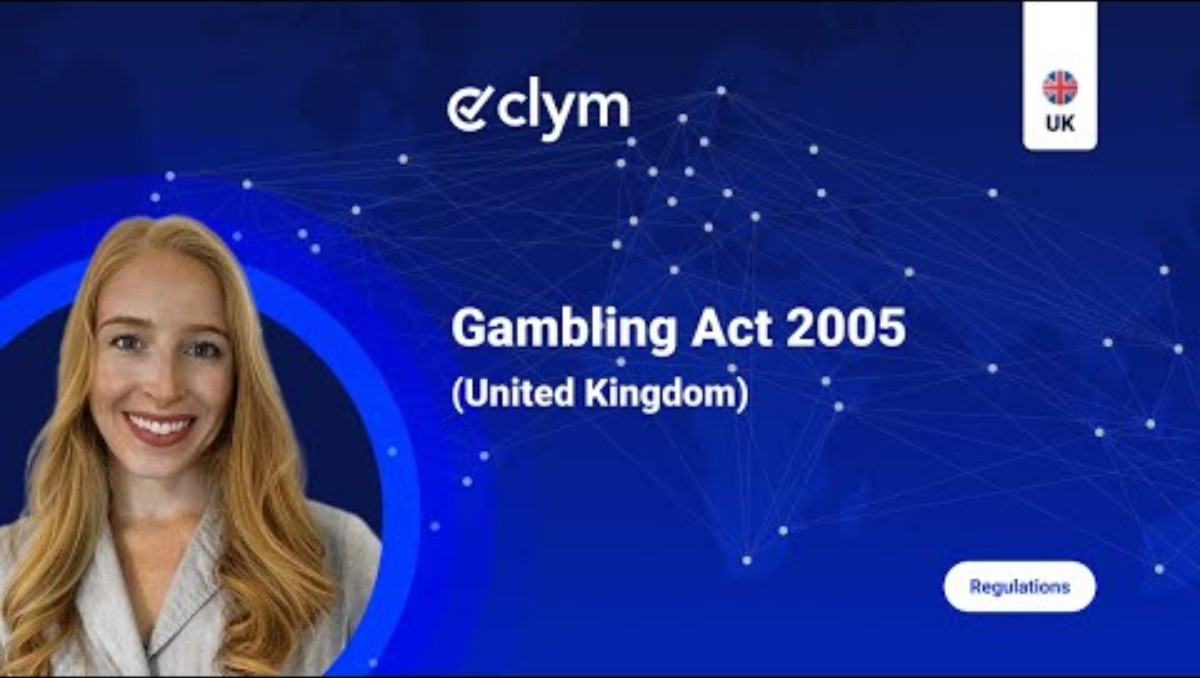 clym
UK
Gambling Act 2005
(United Kingdom)
Regulations